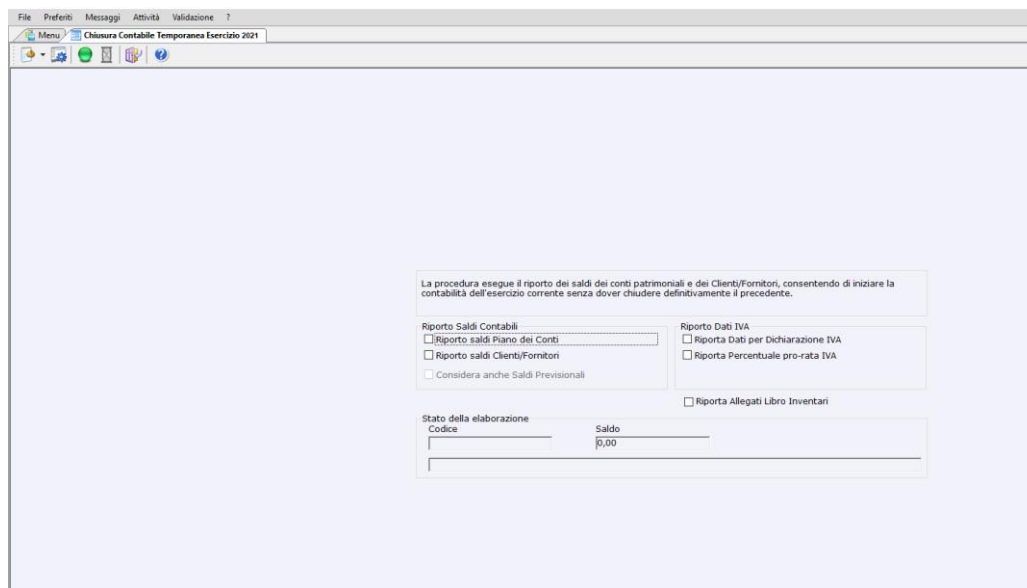 File Preferiti Messaggi Attività Validazione ?
Menu Chiusura Contabile Temporanea Esercizio 2021
La procedura esegue il riporto dei saldi dei conti patrimoniali e dei Clienti/Fornitori, consentendo di iniziare la
contabilità dell'esercizio corrente senza dover chiudere definitivamente il precedente.
Riporto Saldi Contabili
Riporto saldi Piano dei Conti
Riporto saldi Clienti/Fornitori
Considera anche Saldi Previsionali
Riporto Dati IVA
Riporta Dati per Dichiarazione IVA
Riporta Percentuale pro-rata IVA
Riporta Allegati Libro Inventari
Stato della elaborazione
Codice Saldo
0,00